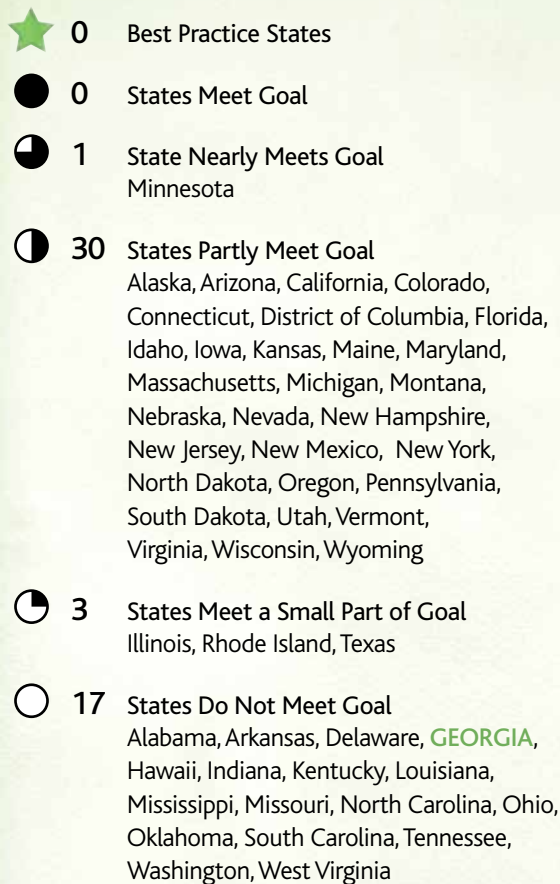 0 Best Practice States
0 States Meet Goal
1 State Nearly Meets Goal
Minnesota
30 States Partly Meet Goal
Alaska, Arizona, California, Colorado,
Connecticut, District of Columbia, Florida,
Idaho, Iowa, Kansas, Maine, Maryland,
Massachusetts, Michigan, Montana,
Nebraska, Nevada, New Hampshire,
New Jersey, New Mexico, New York,
North Dakota, Oregon, Pennsylvania,
South Dakota, Utah, Vermont,
Virginia, Wisconsin, Wyoming
3 States Meet a Small Part of Goal
Illinois, Rhode Island, Texas
17 States Do Not Meet Goal
Alabama, Arkansas, Delaware, GEORGIA,
Hawaii, Indiana, Kentucky, Louisiana,
Mississippi, Missouri, North Carolina, Ohio,
Oklahoma, South Carolina, Tennessee,
Washington, West Virginia